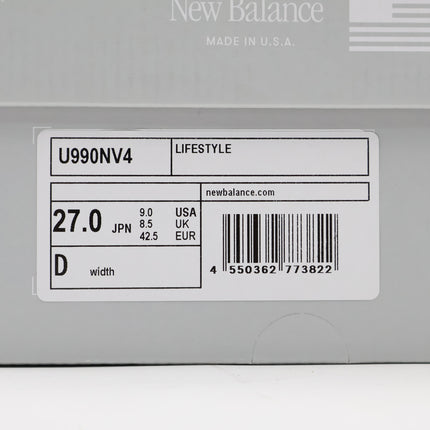 New Balance
MADE IN U.S.A.
U990NV4
LIFESTYLE
newbalance.com
27.0 JPN
9.0 USA
8.5 UK
42.5 EUR
D width
4 550362 773822